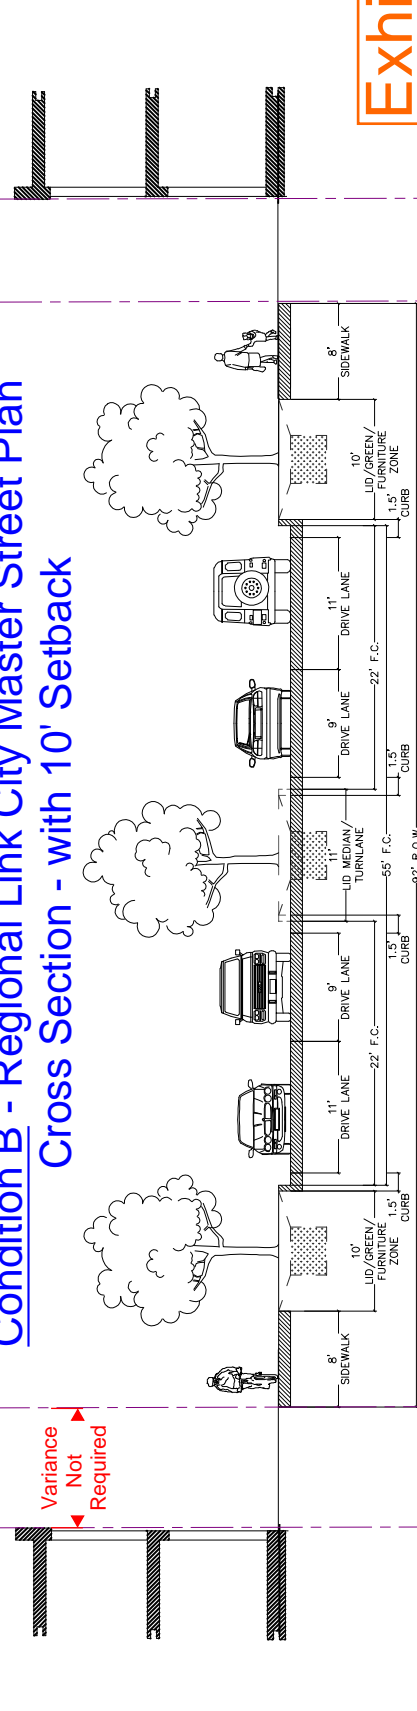 Exhi
Condition B - Regional Link City Master Street Plan
Cross Section - with 10' Setback
Variance
Not
Required
8'
SIDEWALK
10'
LID/GREEN/
FURNITURE
ZONE
1.5'
CURB
11'
DRIVE LANE
9'
DRIVE LANE
22' F.C.
1.5'
CURB
11'
LID MEDIAN/
TURNLANE
55' F.C.
92' R.O.W.
1.5'
CURB
9'
DRIVE LANE
11'
DRIVE LANE
22' F.C.
1.5'
CURB
10'
LID/GREEN/
FURNITURE
ZONE
8'
SIDEWALK